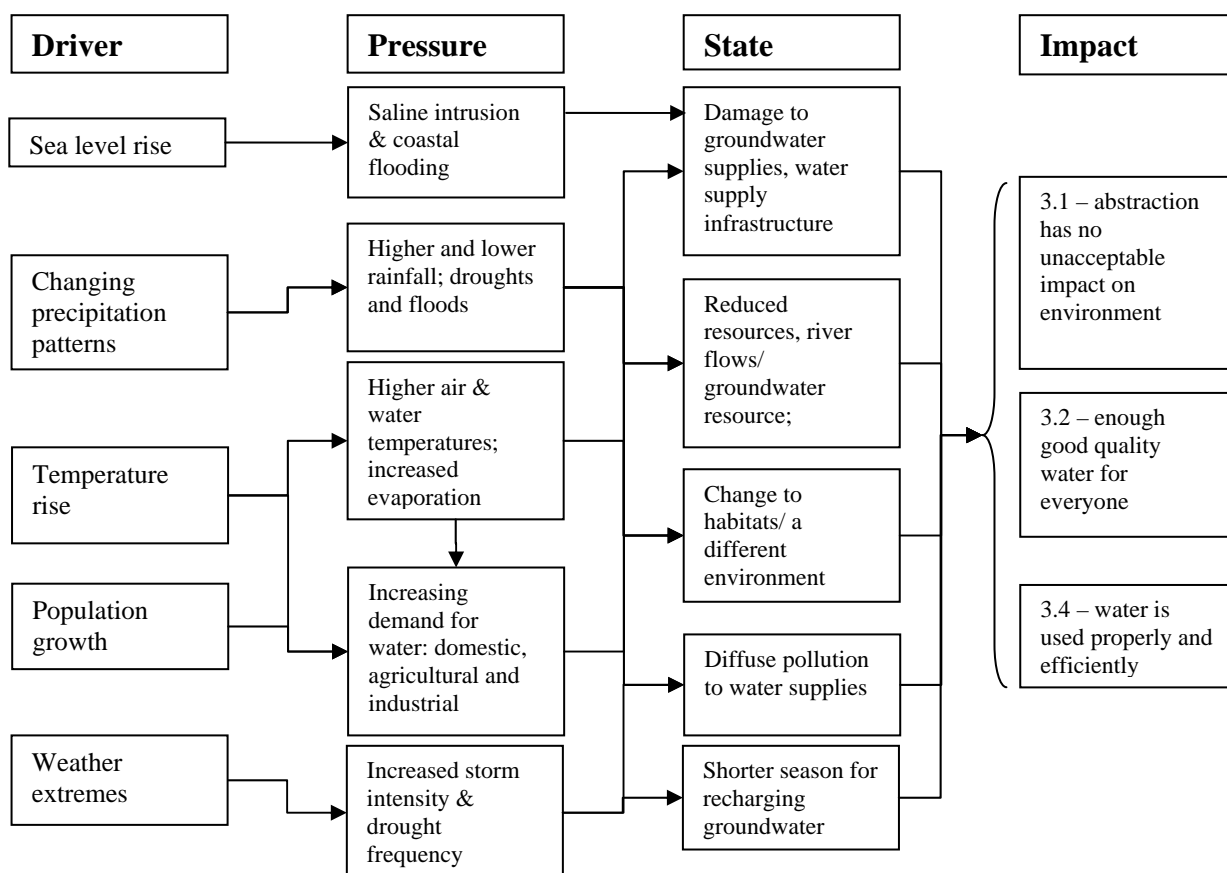 Driver
Pressure
State
Impact
Sea level rise
Changing
precipitation
patterns
Temperature
rise
Population
growth
Weather
extremes
Saline intrusion
& coastal
flooding
Higher and lower
rainfall; droughts
and floods
Higher air &
water
temperatures;
increased
evaporation
Increasing
demand for
water: domestic,
agricultural and
industrial
Increased storm
intensity &
drought
frequency
Damage to
groundwater
supplies, water
supply
infrastructure
Reduced
resources, river
flows/
groundwater
resource;
Change to
habitats/ a
different
environment
Diffuse pollution
to water supplies
Shorter season for
recharging
groundwater
3.1 – abstraction
has no
unacceptable
impact on
environment
3.2 – enough
good quality
water for
everyone
3.4 – water is
used properly and
efficiently